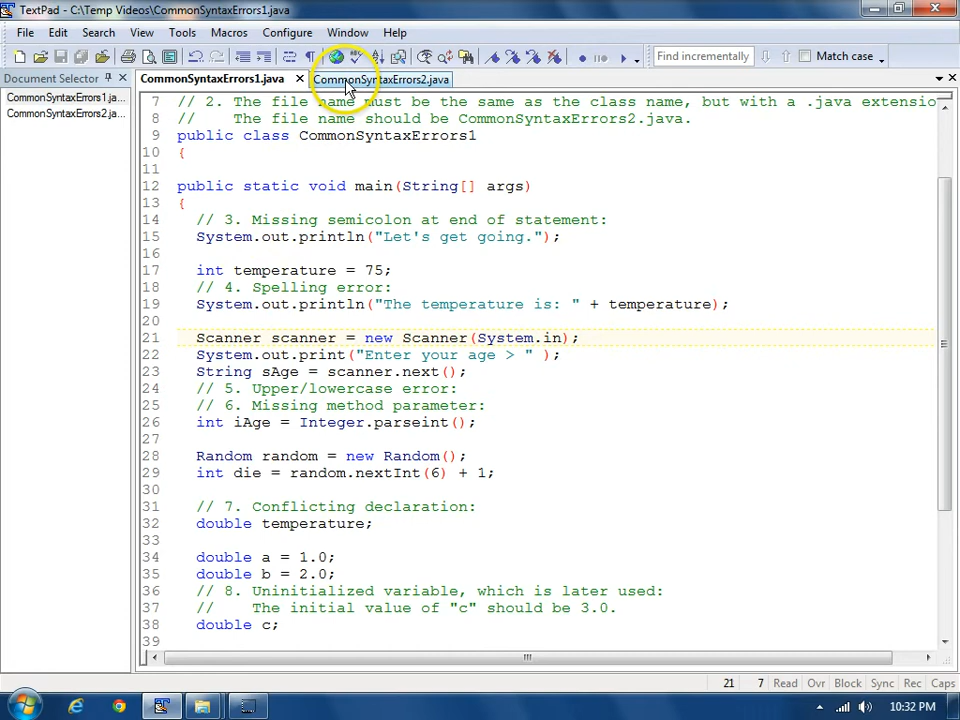 TextPad - C:\Temp Videos\CommonSyntaxErrors1.java
File Edit Search View Tools Macros Configure Window Help
Find incrementally Match case
Document Selector
CommonSyntaxErrors1.java CommonSyntaxErrors2.java
CommonSyntaxErrors1.ja...
CommonSyntaxErrors2.ja...
7 // 2. The file name must be the same as the class name, but with a .java extensio
8 //    The file name should be CommonSyntaxErrors2.java.
9 public class CommonSyntaxErrors1
10 {
11
12 public static void main(String[] args)
13 {
14 // 3. Missing semicolon at end of statement:
15 System.out.println("Let's get going.");
16
17 int temperature = 75;
18 // 4. Spelling error:
19 System.out.println("The temperature is: " + temperature);
20
21 Scanner scanner = new Scanner(System.in);
22 System.out.print("Enter your age > " );
23 String sAge = scanner.next();
24 // 5. Upper/lowercase error:
25 // 6. Missing method parameter:
26 int iAge = Integer.parseint();
27
28 Random random = new Random();
29 int die = random.nextInt(6) + 1;
30
31 // 7. Conflicting declaration:
32 double temperature;
33
34 double a = 1.0;
35 double b = 2.0;
36 // 8. Uninitialized variable, which is later used:
37 //    The initial value of "c" should be 3.0.
38 double c;
39
21 7 Read Ovr Block Sync Rec Caps
10:32 PM